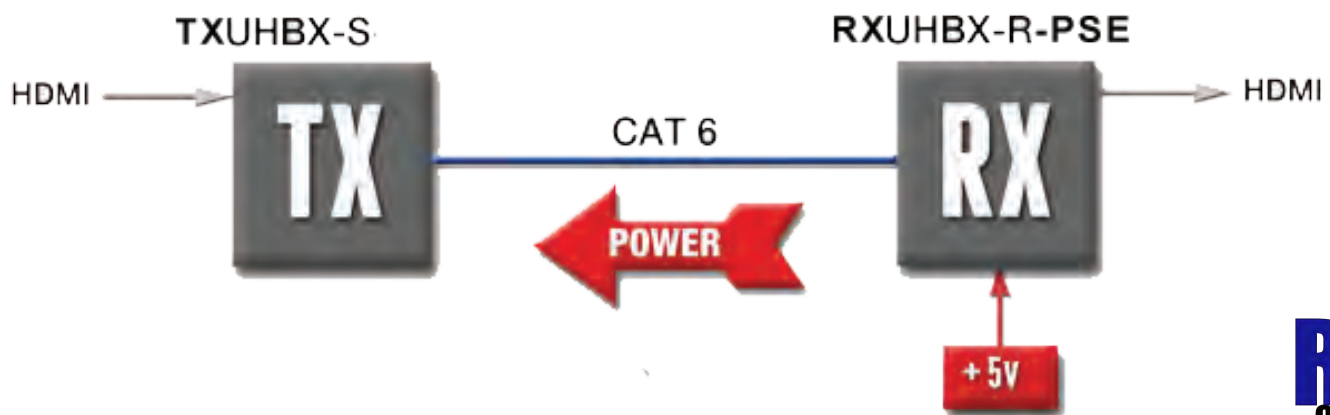 TXUHBX-S
RXUHBX-R-PSE
HDMI
TX
CAT 6
RX
HDMI
POWER
+5V